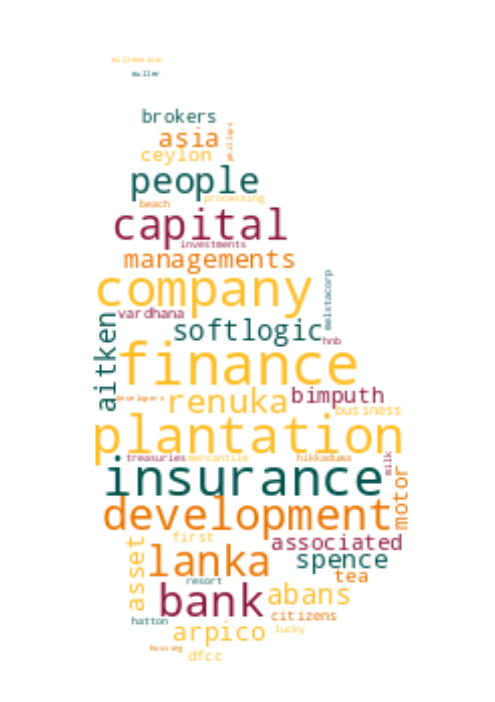 millennium
muller
brokers
asia
phillips
ceylon
people
processing
beach
capital
investments
managements
company
melstacorp
vardhana
aitken
softlogic
hnb
finance
bimputh
developers
renuka
business
plantation
treasuries
mercantile
hikkaduwa
milk
insurance
motor
development
first
associated
asset
lanka
spence
tea
resort
bank
abans
hatton
citizens
arpico
lucky
housing
dfcc